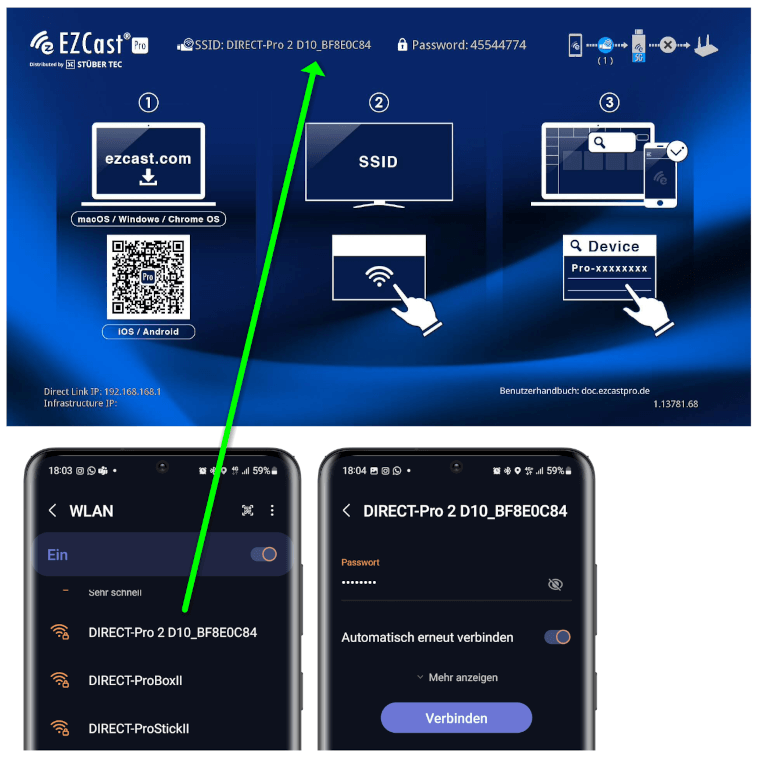 EZCast® Pro
Distributed by STÜBER TEC
SSID: DIRECT-Pro 2 D10_BF8E0C84
Password: 45544774
5G
(1)
1
2
3
ezcast.com
macOS / Windows / Chrome OS
Pro
iOS / Android
SSID
Device
Pro-xxxxxxxx
Direct Link IP: 192.168.168.1
Infrastructure IP:
Benutzerhandbuch: doc.ezcastpro.de
1.13781.68
18:03
59%
WLAN
Ein
Sehr schnell
DIRECT-Pro 2 D10_BF8E0C84
DIRECT-ProBoxII
DIRECT-ProStickII
18:04
59%
DIRECT-Pro 2 D10_BF8E0C84
Passwort
••••••••
Automatisch erneut verbinden
Mehr anzeigen
Verbinden